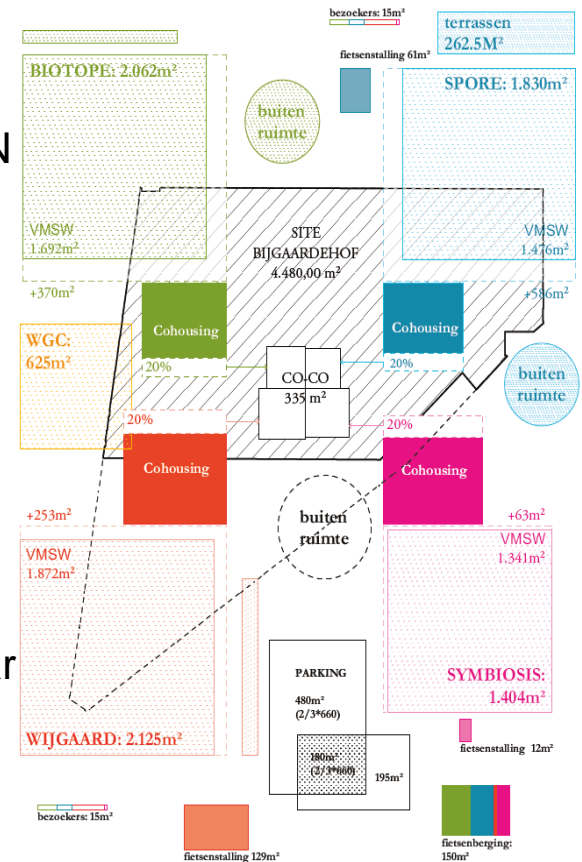 bezoekers: 15m²
terrassen
262.5M²
fietsenstalling 61m²
BIOTOPE: 2.062m²
SPORE: 1.830m²
buiten
ruimte
N
VMSW
1.692m²
SITE
BIJGAARDEHOF
4.480,00 m²
VMSW
1.476m²
+370m²
+586m²
Cohousing
Cohousing
WGC:
625m²
20%
20%
CO-CO
335 m²
buiten
ruimte
20%
20%
Cohousing
Cohousing
+253m²
buiten
ruimte
+63m²
VMSW
1.872m²
VMSW
1.341m²
ar
PARKING
480m²
(2/3*660)
SYMBIOSIS:
1.404m²
WIJGAARD: 2.125m²
fietsenstalling 12m²
180m²
(2/3*660)
195m²
bezoekers: 15m²
fietsenstalling 129m²
fietsenberging:
150m²